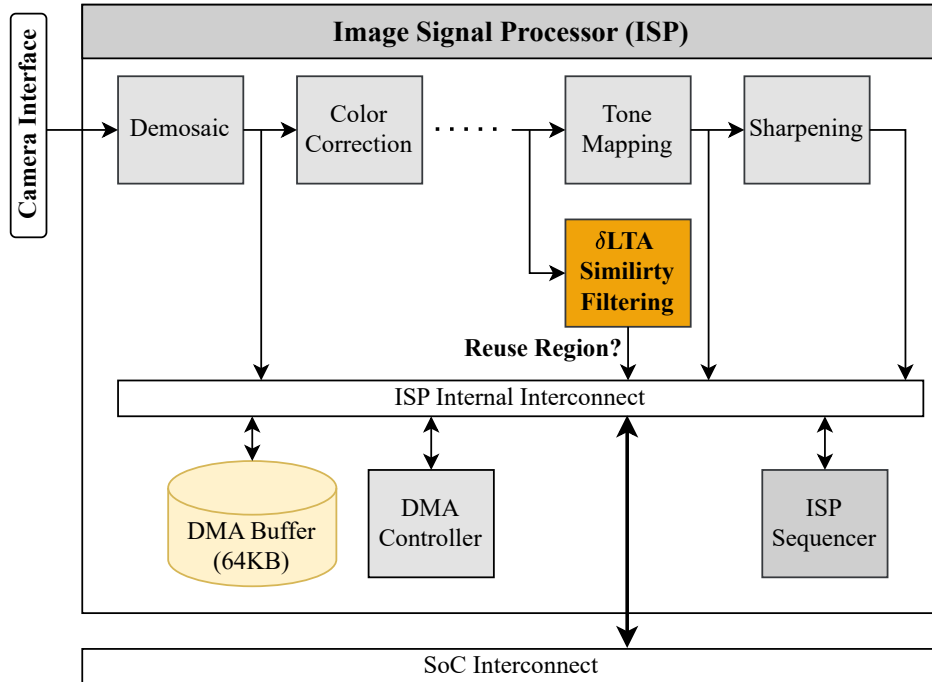 Image Signal Processor (ISP)
Camera Interface
Demosaic
Color
Correction
.....
Tone
Mapping
Sharpening
δLTA
Similirty
Filtering
Reuse Region?
ISP Internal Interconnect
DMA Buffer
(64KB)
DMA
Controller
ISP
Sequencer
SoC Interconnect